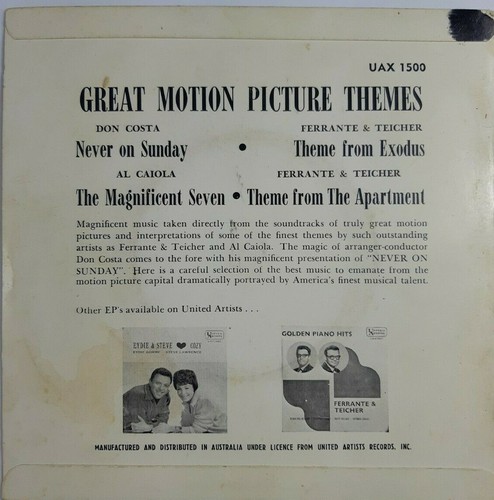 UAX 1500
GREAT MOTION PICTURE THEMES
DON COSTA FERRANTE & TEICHER
Never on Sunday • Theme from Exodus
AL CAIOLA FERRANTE & TEICHER
The Magnificent Seven • Theme from The Apartment
Magnificent music taken directly from the soundtracks of truly great motion
pictures and interpretations of some of the finest themes by such outstanding
artists as Ferrante & Teicher and Al Caiola. The magic of arranger-conductor
Don Costa comes to the fore with his magnificent presentation of "NEVER ON
SUNDAY". Here is a careful selection of the best music to emanate from the
motion picture capital dramatically portrayed by America's finest musical talent.
Other EP's available on United Artists . . .
EYDIE & STEVE ♥ COZY
EYDIE GORME STEVE LAWRENCE
GOLDEN PIANO HITS
FERRANTE &
TEICHER
MANUFACTURED AND DISTRIBUTED IN AUSTRALIA UNDER LICENCE FROM UNITED ARTISTS RECORDS, INC.